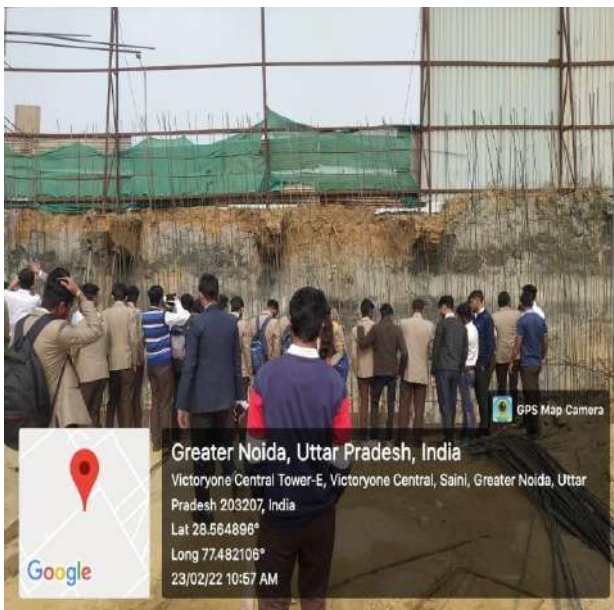 GPS Map Camera
Greater Noida, Uttar Pradesh, India
Victoryone Central Tower-E, Victoryone Central, Saini, Greater Noida, Uttar
Pradesh 203207, India
Lat 28.564896°
Long 77.482106°
23/02/22 10:57 AM
Google